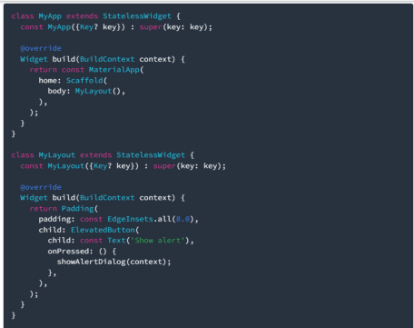 class MyApp extends StatelessWidget {
  const MyApp({Key? key}) : super(key: key);
  @override
  Widget build(BuildContext context) {
    return const MaterialApp(
      home: Scaffold(
        body: MyLayout(),
      ),
    );
  }
}
class MyLayout extends StatelessWidget {
  const MyLayout({Key? key}) : super(key: key);
  @override
  Widget build(BuildContext context) {
    return Padding(
      padding: const EdgeInsets.all(8.0),
      child: ElevatedButton(
        child: const Text('Show alert'),
        onPressed: () {
          showAlertDialog(context);
        },
      ),
    );
  }
}